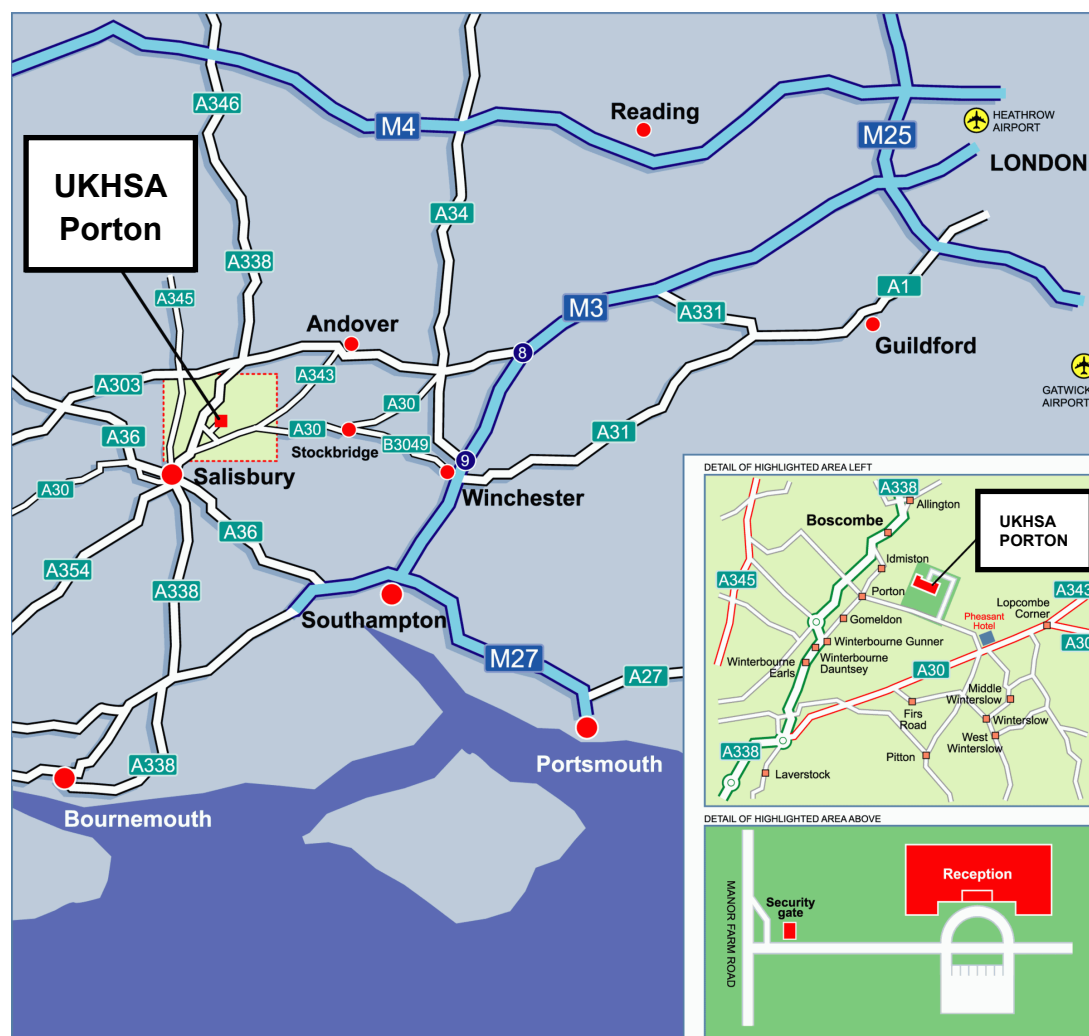 A346
M4
Reading
M25
HEATHROW
AIRPORT
LONDON
UKHSA
Porton
A34
A338
A345
A1
M3
A331
Andover
8
Guildford
A343
A303
GATWICK
AIRPORT
A30
A36
A30
Stockbridge
B3049
A31
9
Salisbury
Winchester
A30
A36
A354
A338
Southampton
M27
A27
Portsmouth
A338
Bournemouth
DETAIL OF HIGHLIGHTED AREA LEFT
A338
Allington
UKHSA
PORTON
Boscombe
Idmiston
A345
Porton
A343
Lopcombe
Corner
Gomeldon
Pheasant
Hotel
Winterbourne Gunner
A30
Winterbourne
Earls
Winterbourne
Dauntsey
A30
Middle
Winterslow
Firs
Road
Winterslow
West
Winterslow
A338
Pitton
Laverstock
DETAIL OF HIGHLIGHTED AREA ABOVE
Reception
Security
gate
MANOR FARM ROAD